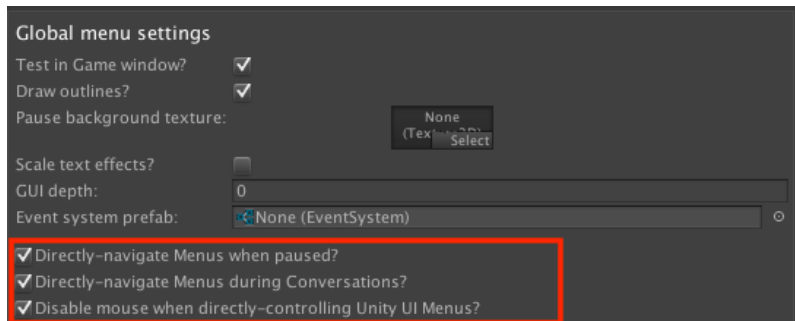 Global menu settings
Test in Game window?
Draw outlines?
Pause background texture:
None
Select
Scale text effects?
GUI depth: 0
Event system prefab: None (EventSystem)
Directly-navigate Menus when paused?
Directly-navigate Menus during Conversations?
Disable mouse when directly-controlling Unity UI Menus?